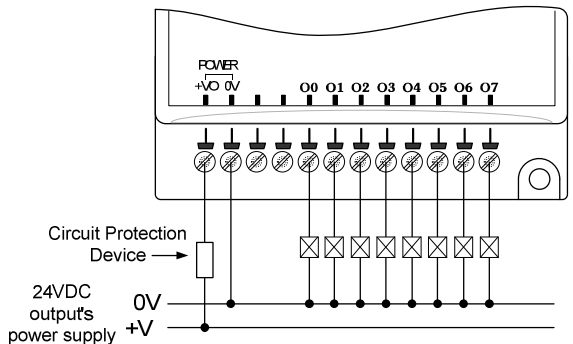 POWER
+VO 0V O0 O1 O2 O3 O4 O5 O6 O7
Circuit Protection
Device
24VDC
output's
power supply
0V
+V